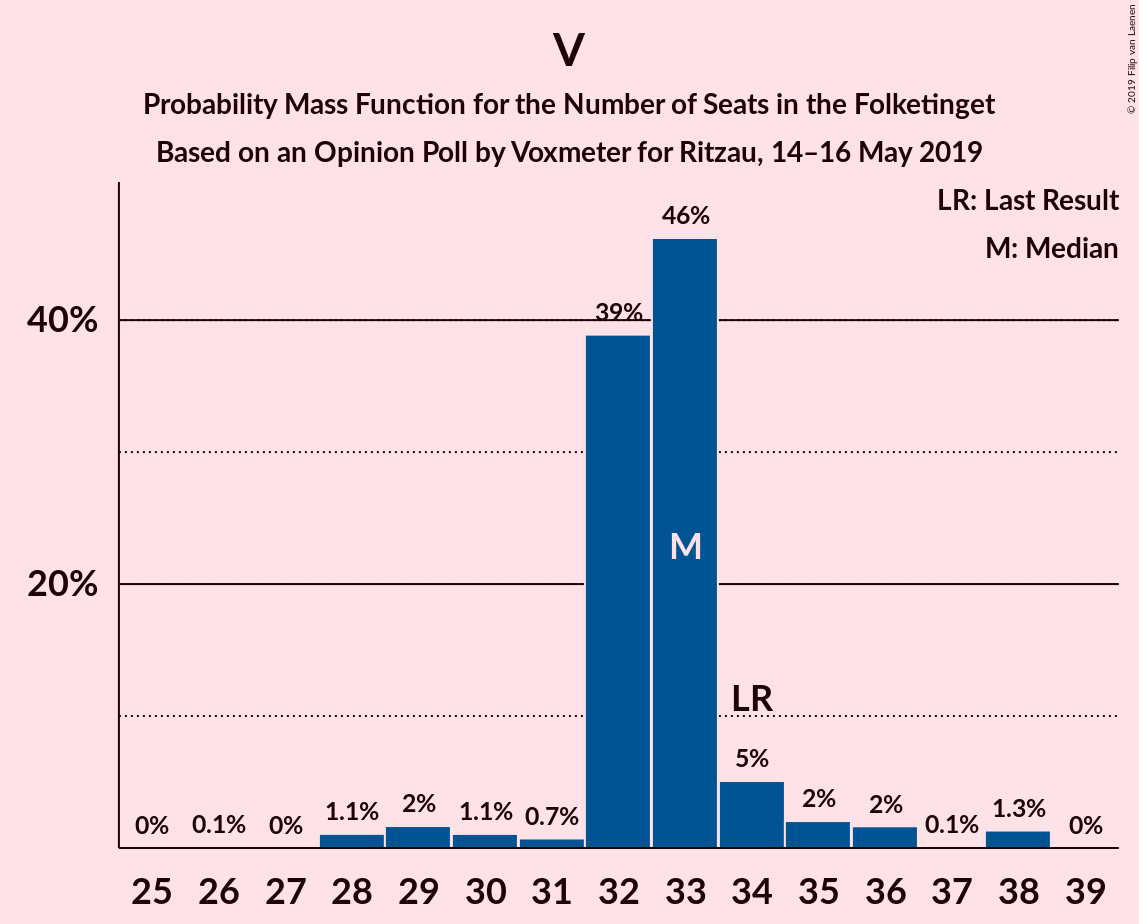 V
Probability Mass Function for the Number of Seats in the Folketinget
Based on an Opinion Poll by Voxmeter for Ritzau, 14–16 May 2019
© 2019 Filip van Laenen
LR: Last Result
M: Median
46%
39%
40%
M
20%
LR
5%
0%
0.1%
0%
1.1%
2%
1.1%
0.7%
2%
2%
0.1%
1.3%
0%
25 26 27 28 29 30 31 32 33 34 35 36 37 38 39